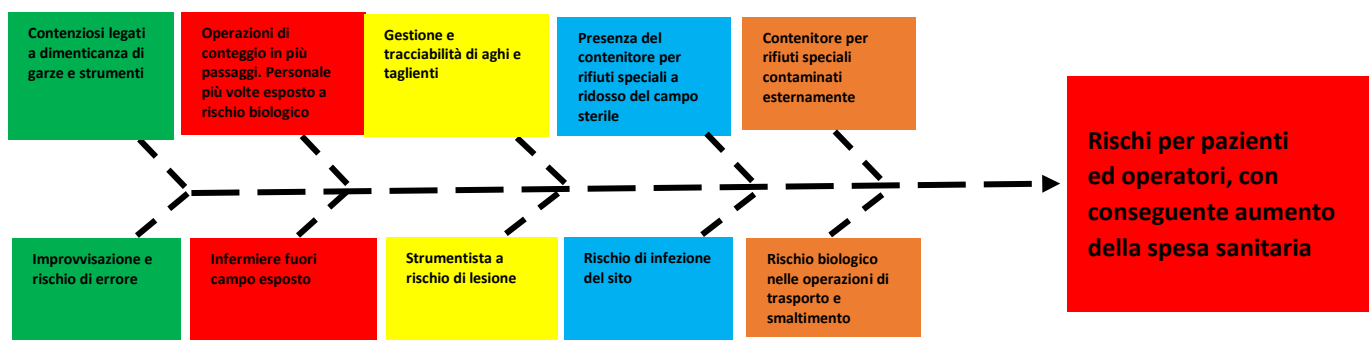 Contenziosi legati
a dimenticanza di
garze e strumenti
Operazioni di
conteggio in più
passaggi. Personale
più volte esposto a
rischio biologico
Gestione e
tracciabilità di aghi e
taglienti
Presenza del
contenitore per
rifiuti speciali a
ridosso del campo
sterile
Contenitore per
rifiuti speciali
contaminati
esternamente
Rischi per pazienti
ed operatori, con
conseguente aumento
della spesa sanitaria
Improvvisazione e
rischio di errore
Infermiere fuori
campo esposto
Strumentista a
rischio di lesione
Rischio di infezione
del sito
Rischio biologico
nelle operazioni di
trasporto e
smaltimento